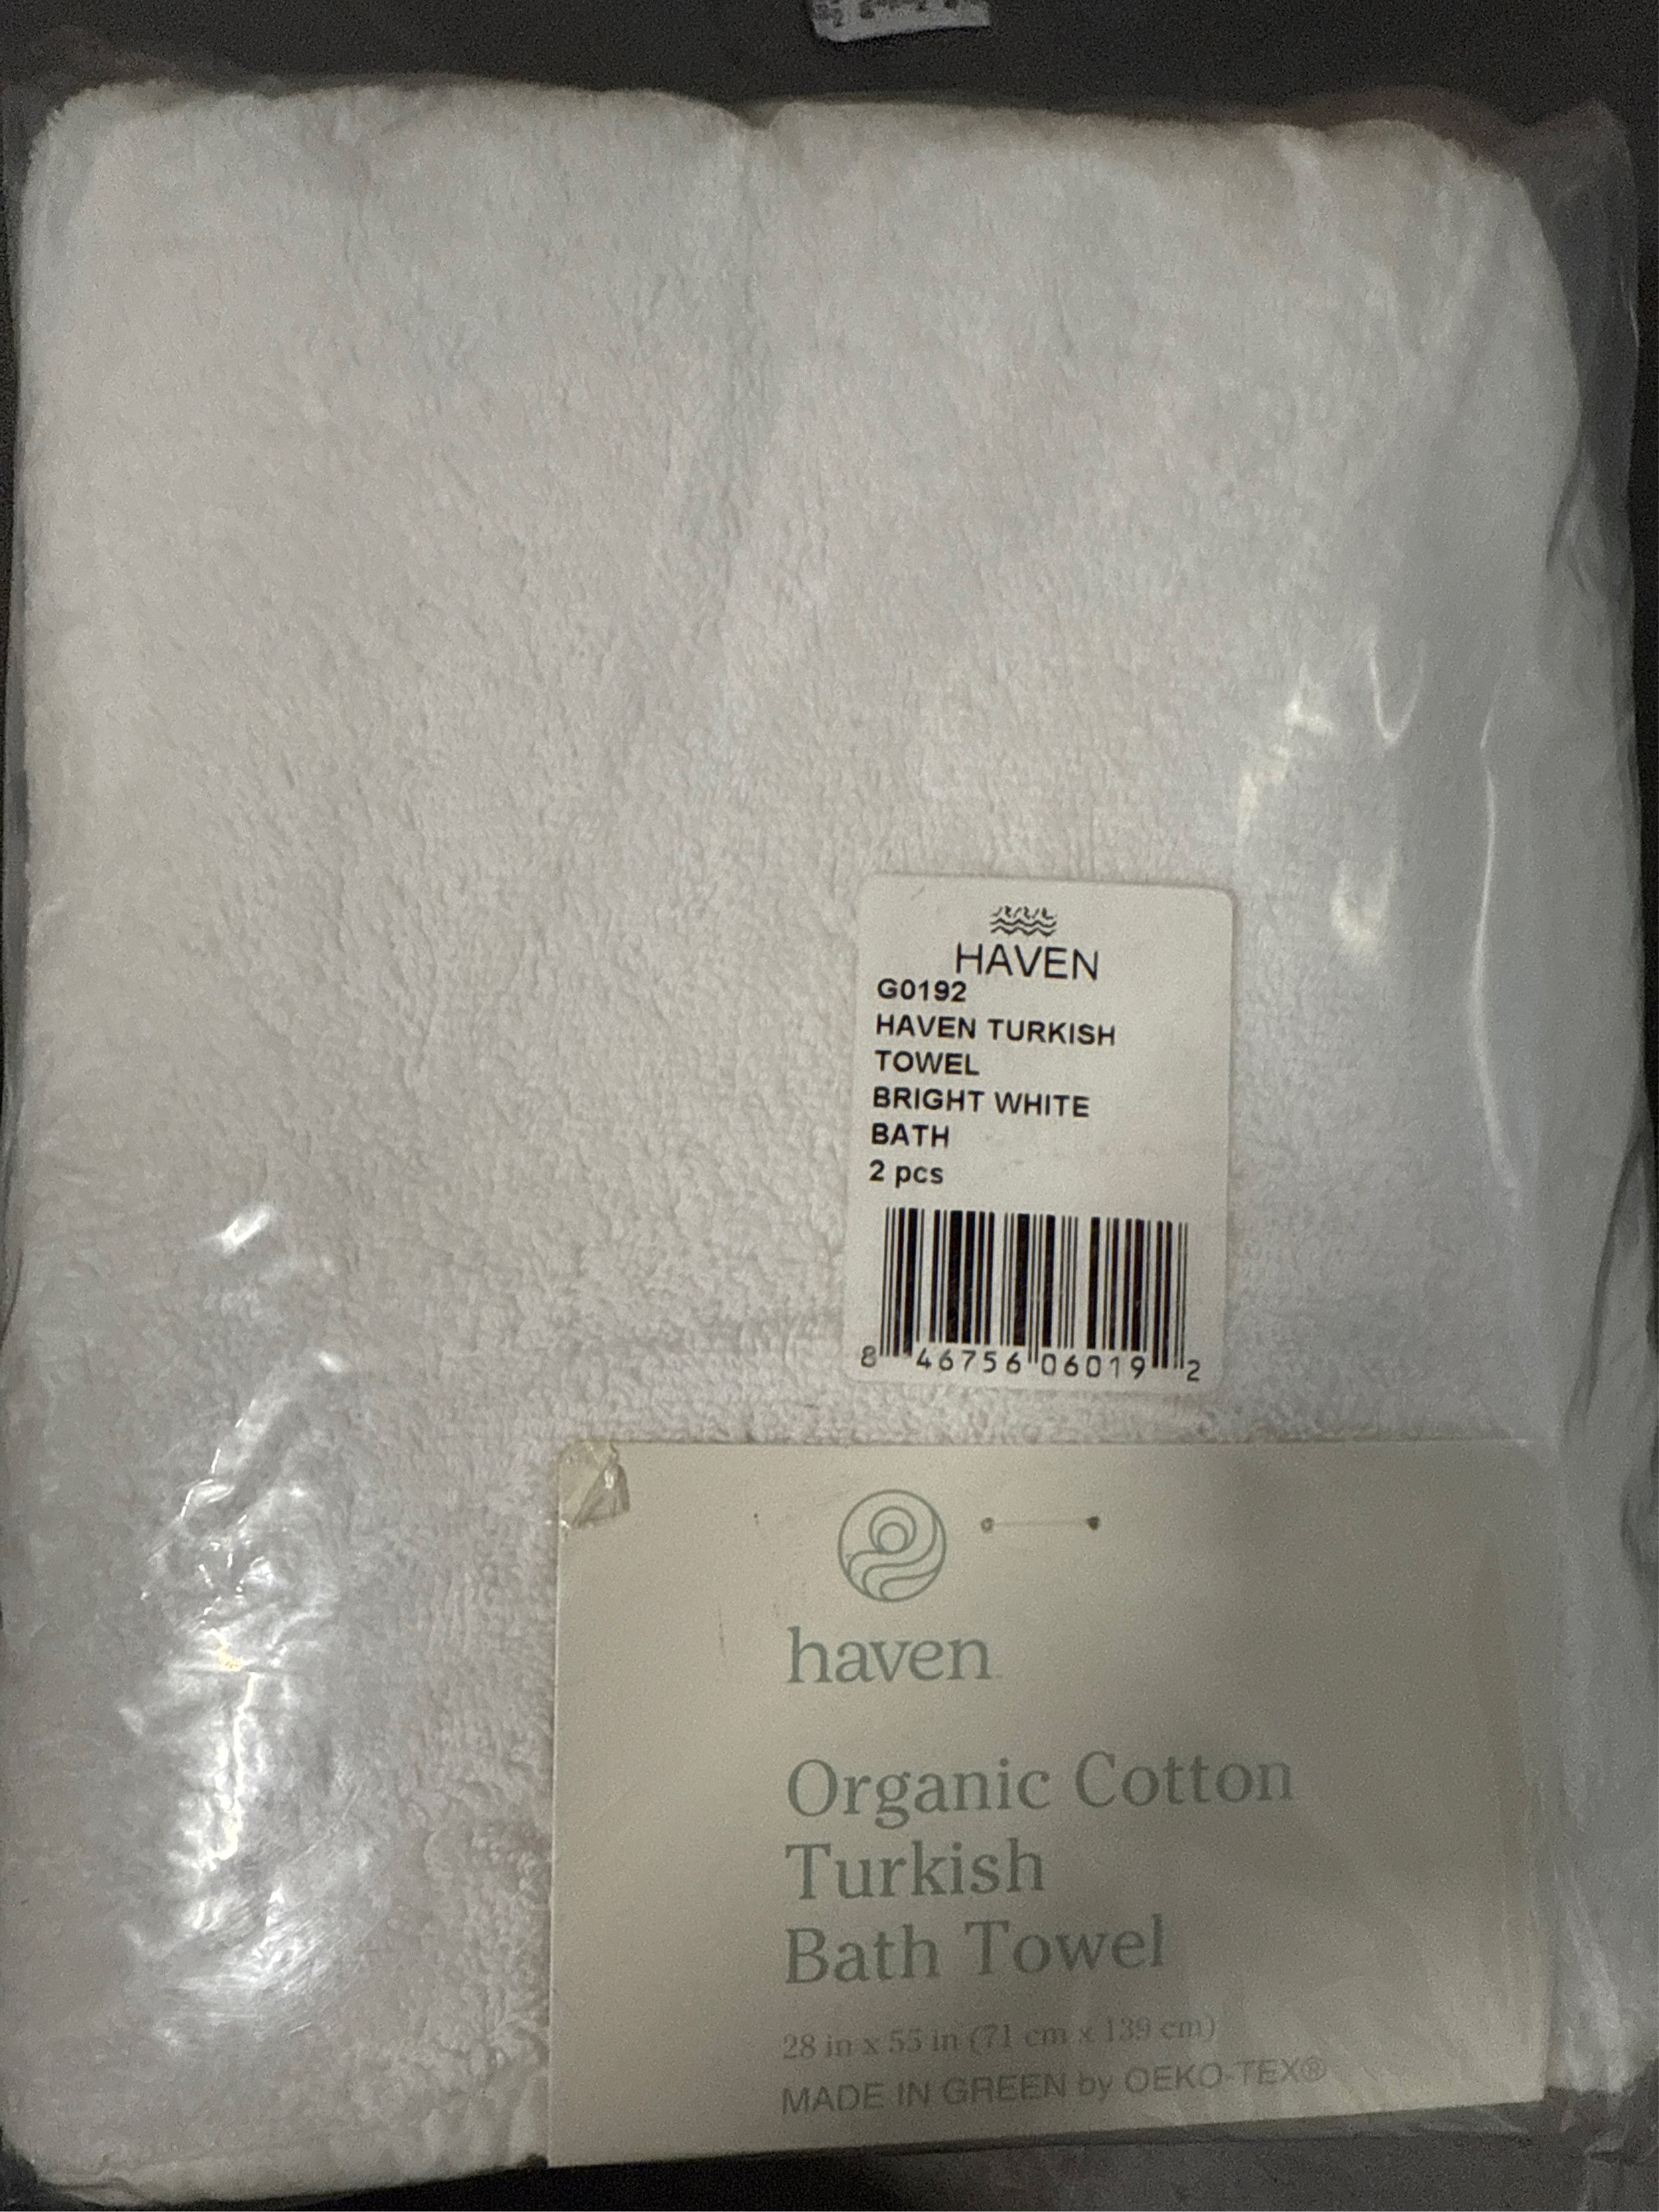 HAVEN
G0192
HAVEN TURKISH
TOWEL
BRIGHT WHITE
BATH
2 pcs
8 46756 06019 2
haven
Organic Cotton
Turkish
Bath Towel
28 in x 55 in (71 cm x 139 cm)
MADE IN GREEN by OEKO-TEX®